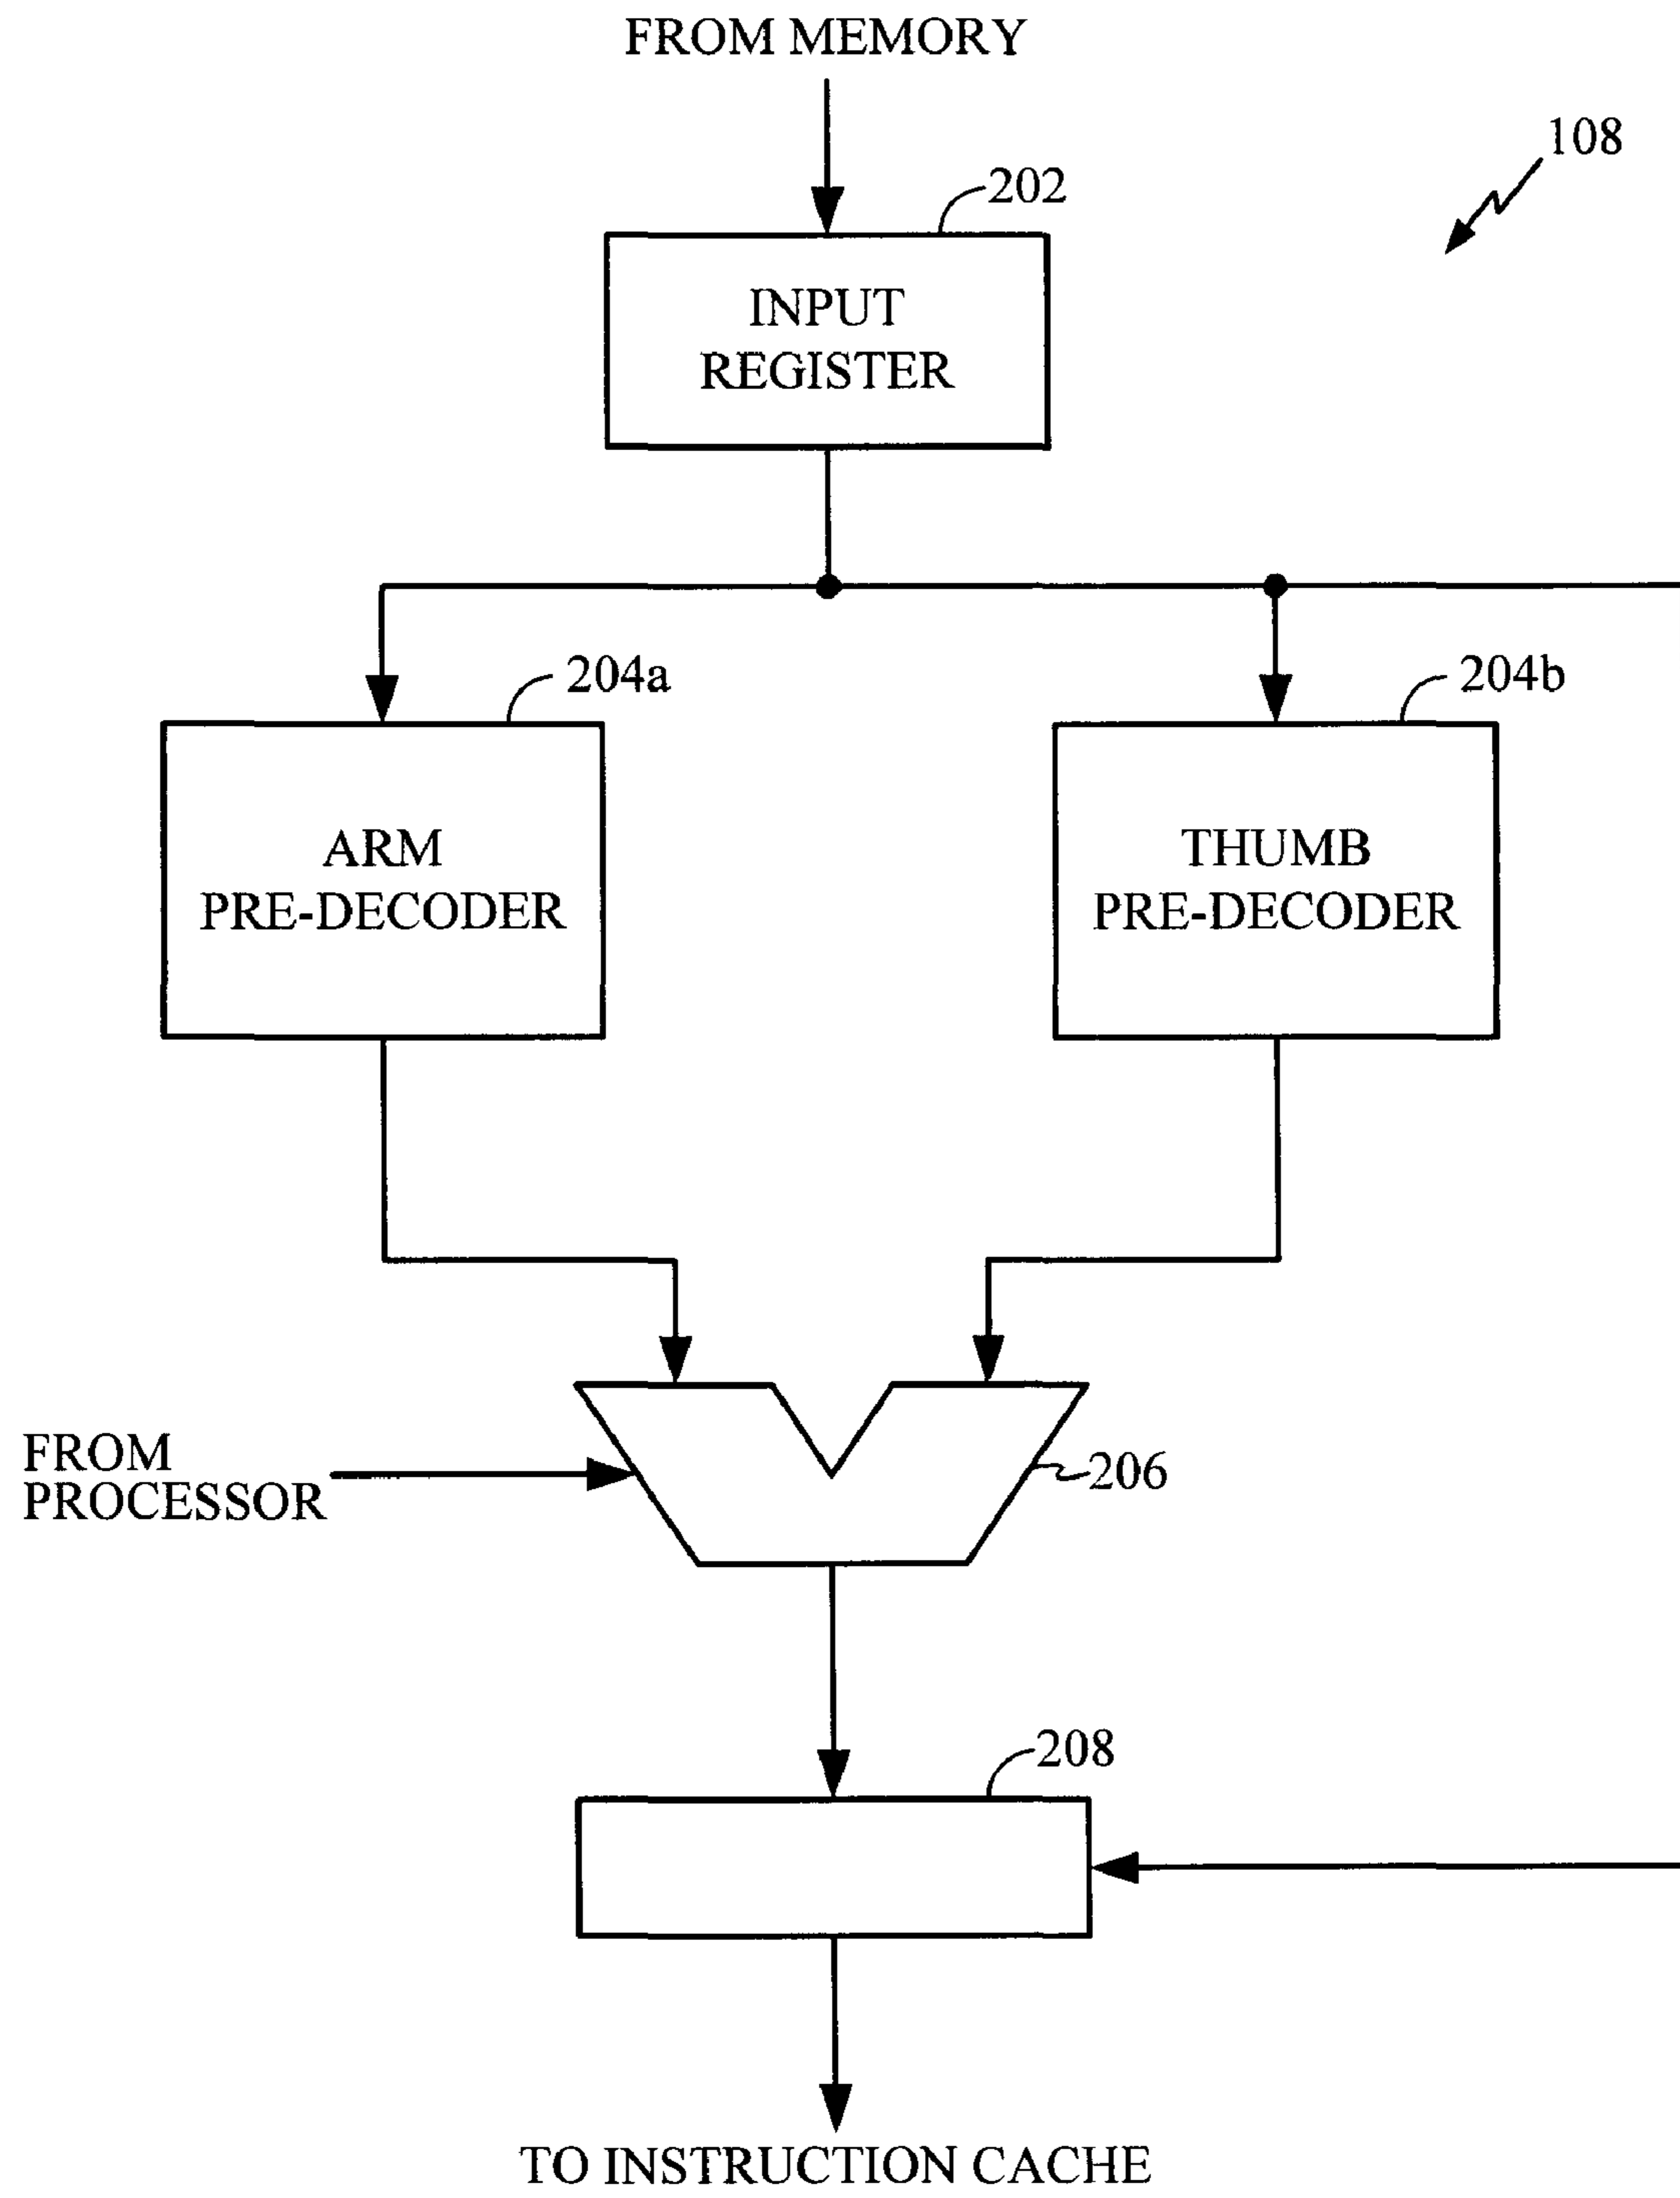 FROM MEMORY
108
202
INPUT
REGISTER
204a
204b
ARM
PRE-DECODER
THUMB
PRE-DECODER
FROM
PROCESSOR
206
208
TO INSTRUCTION CACHE